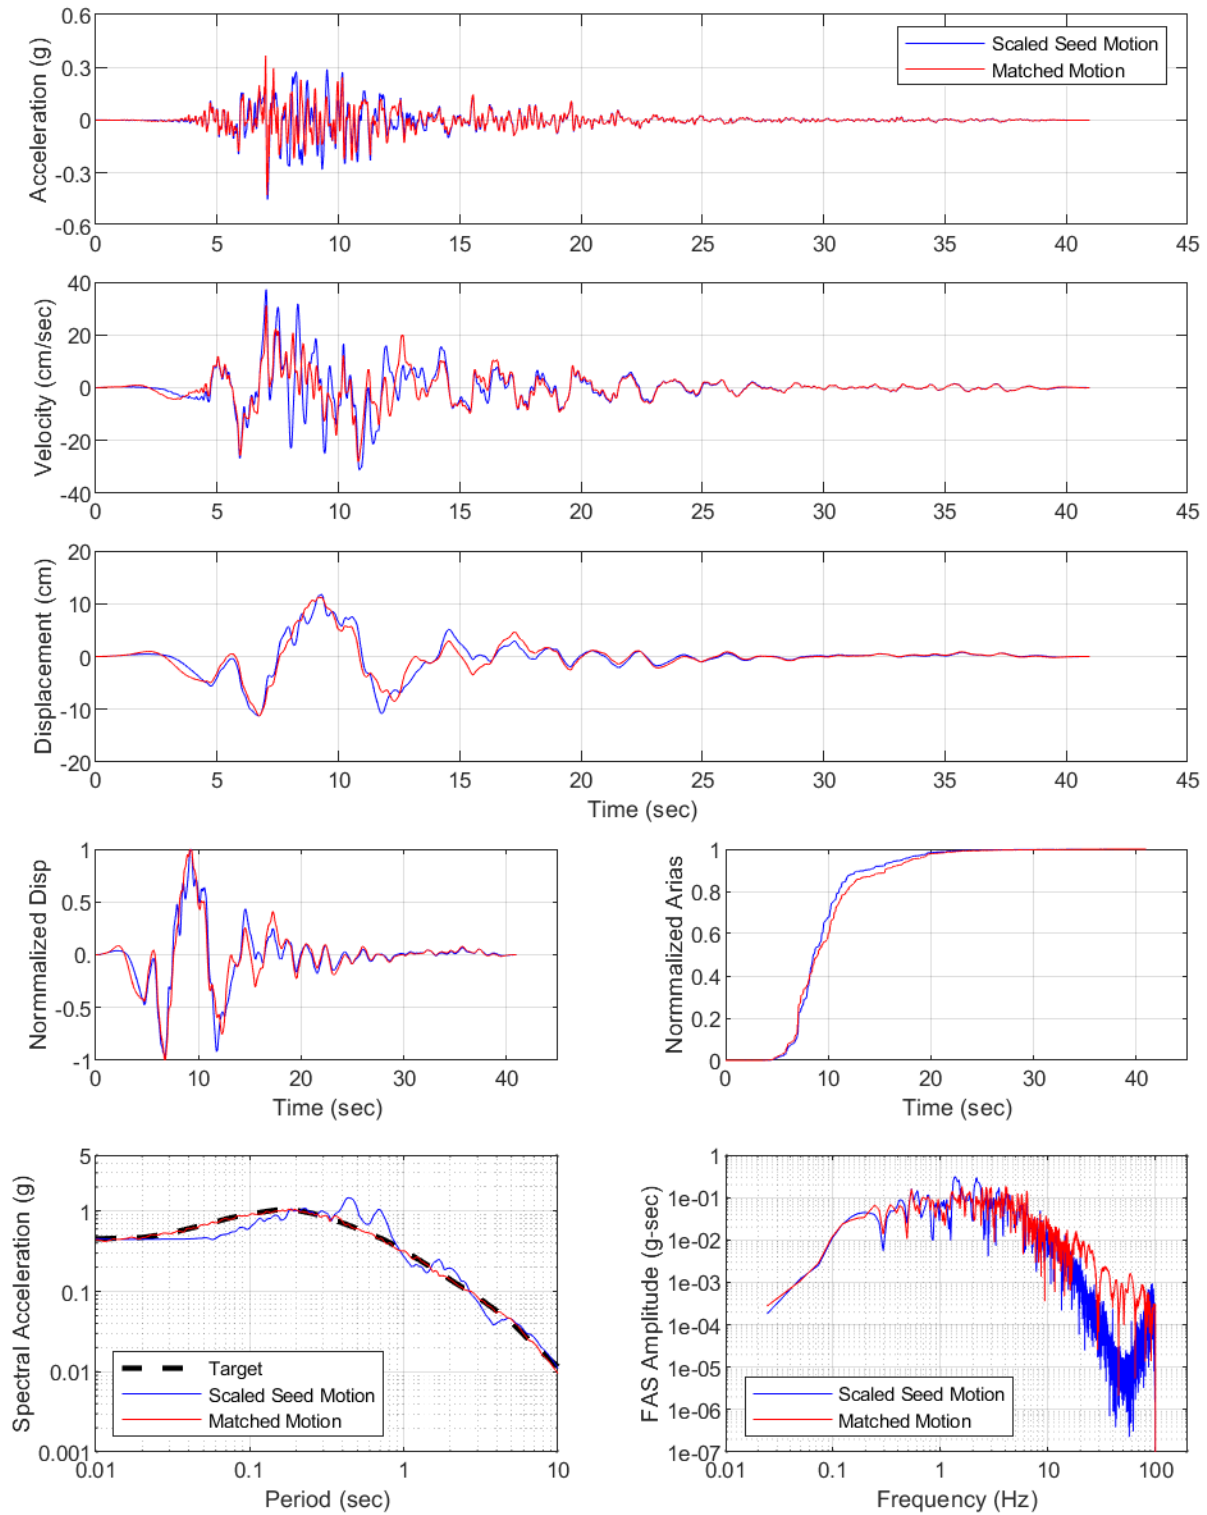 0.6
0.3
0
-0.3
-0.6
Acceleration (g)
Scaled Seed Motion
Matched Motion
0 5 10 15 20 25 30 35 40 45
40
20
0
-20
-40
Velocity (cm/sec)
0 5 10 15 20 25 30 35 40 45
20
10
0
-10
-20
Displacement (cm)
0 5 10 15 20 25 30 35 40 45
Time (sec)
1
0.5
0.
-0.5
-1
Normmalized Disp
0 10 20 30 40
Time (sec)
1
0.8
0.6
0.4
0.2
0
Normmalized Arias
0 10 20 30 40
Time (sec)
5
1
0.1
0.01
0.001
Spectral Acceleration (g)
Target
Scaled Seed Motion
Matched Motion
0.01 0.1 1 10
Period (sec)
1
1e-01
1e-02
1e-03
1e-04
1e-05
1e-06
1e-07
FAS Amplitude (g-sec)
Scaled Seed Motion
Matched Motion
0.01 0.1 1 10 100
Frequency (Hz)